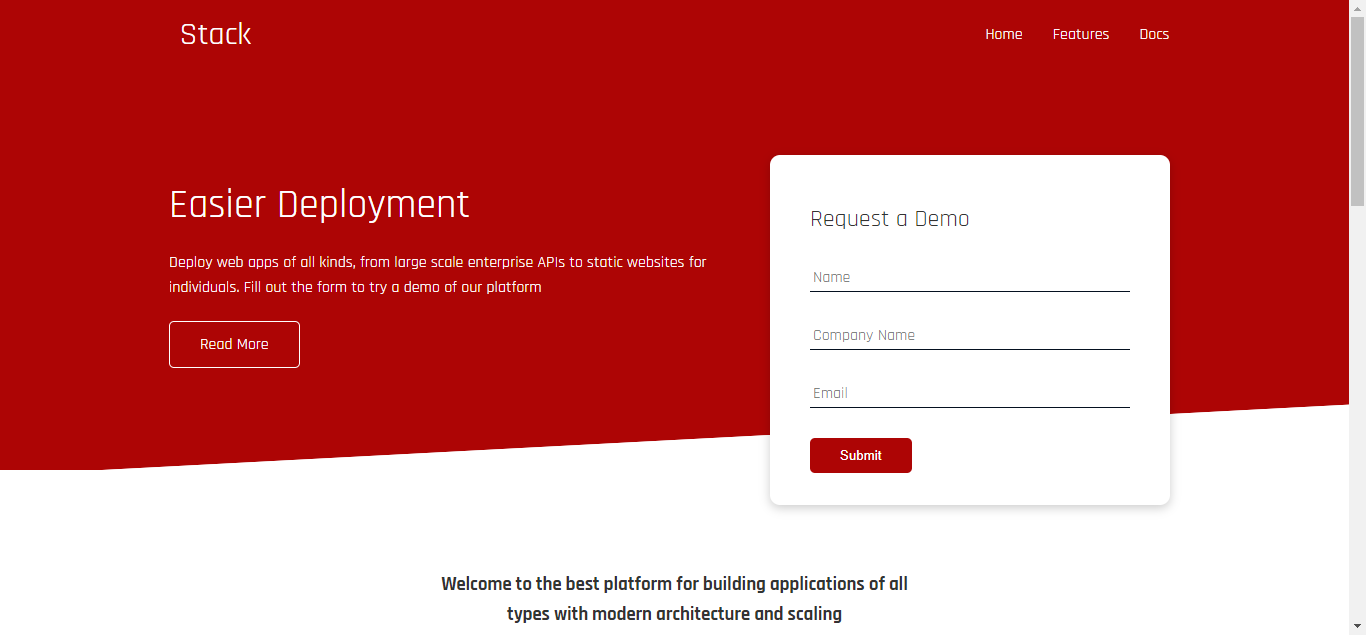 Stack
Home Features Docs
Easier Deployment
Deploy web apps of all kinds, from large scale enterprise APIs to static websites for
individuals. Fill out the form to try a demo of our platform
Read More
Request a Demo
Name
Company Name
Email
Submit
Welcome to the best platform for building applications of all
types with modern architecture and scaling